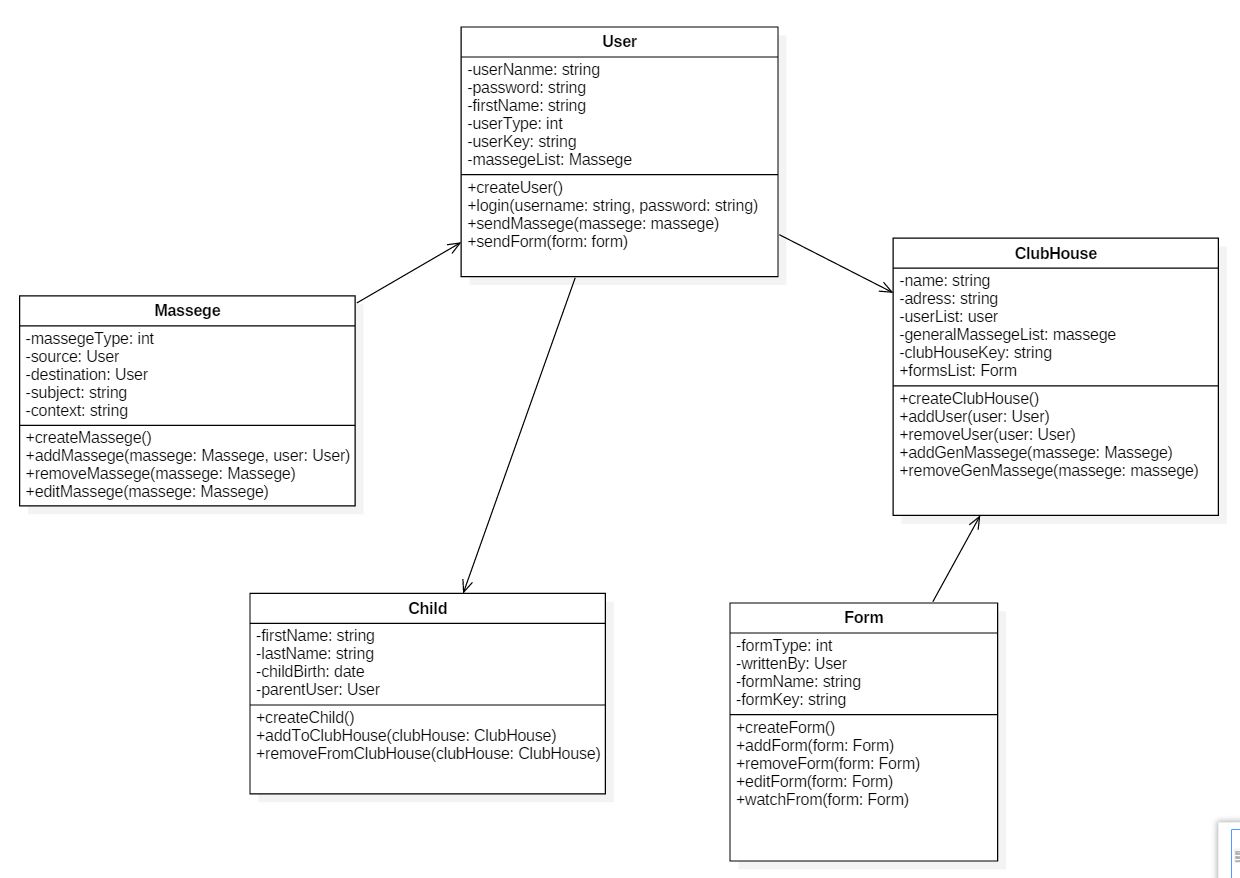 User
-userNanme: string
-password: string
-firstName: string
-userType: int
-userKey: string
-massegeList: Massege
+createUser()
+login(username: string, password: string)
+sendMassege(massege: massege)
+sendForm(form: form)
ClubHouse
-name: string
-adress: string
-userList: user
-generalMassegeList: massege
-clubHouseKey: string
+formsList: Form
+createClubHouse()
+addUser(user: User)
+removeUser(user: User)
+addGenMassege(massege: Massege)
+removeGenMassege(massege: massege)
Massege
-massegeType: int
-source: User
-destination: User
-subject: string
-context: string
+createMassege()
+addMassege(massege: Massege, user: User)
+removeMassege(massege: Massege)
+editMassege(massege: Massege)
Child
-firstName: string
-lastName: string
-childBirth: date
-parentUser: User
+createChild()
+addToClubHouse(clubHouse: ClubHouse)
+removeFromClubHouse(clubHouse: ClubHouse)
Form
-formType: int
-writtenBy: User
-formName: string
-formKey: string
+createForm()
+addForm(form: Form)
+removeForm(form: Form)
+editForm(form: Form)
+watchFrom(form: Form)